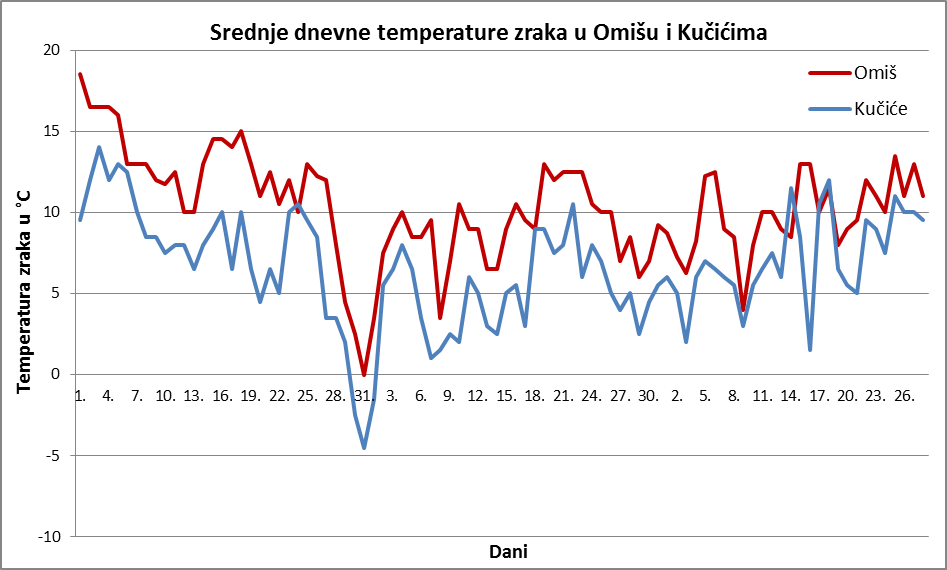 Srednje dnevne temperature zraka u Omišu i Kučićima
20
15
10
5
0
-5
-10
Temperatura zraka u °C
Omiš
Kučiće
1. 4. 7. 10. 13. 16. 19. 22. 25. 28. 31. 3. 6. 9. 12. 15. 18. 21. 24. 27. 30. 2. 5. 8. 11. 14. 17. 20. 23. 26.
Dani